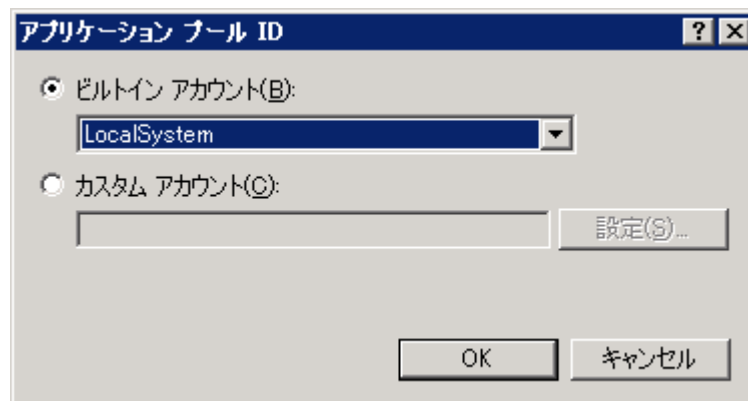 アプリケーション プール ID
ビルトイン アカウント(B):
LocalSystem
カスタム アカウント(C):
設定(S)...
OK
キャンセル